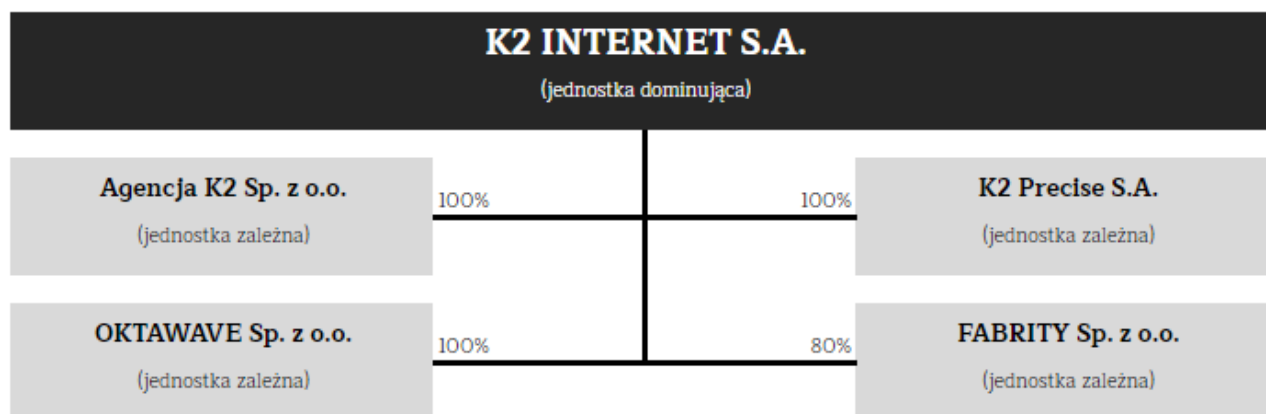 K2 INTERNET S.A.
(jednostka dominująca)
Agencja K2 Sp. z o.o.
(jednostka zależna)
100%
100%
K2 Precise S.A.
(jednostka zależna)
OKTAWAVE Sp. z o.o.
(jednostka zależna)
100%
80%
FABRITY Sp. z o.o.
(jednostka zależna)